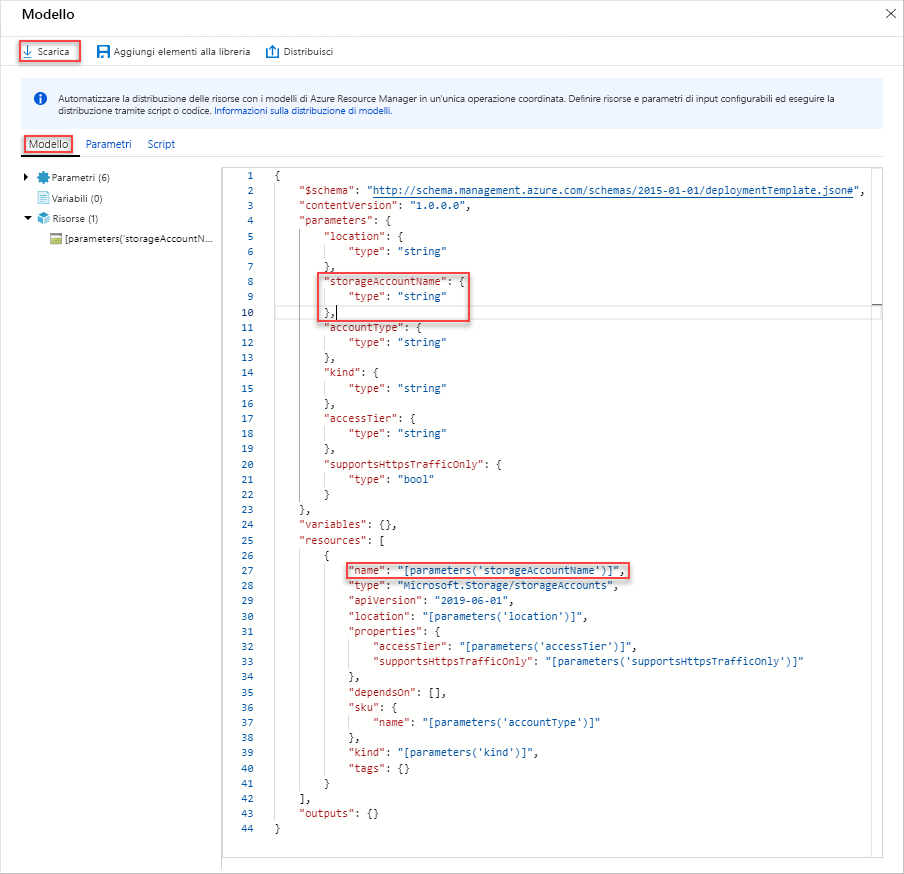 Modello
Scarica
Aggiungi elementi alla libreria
Distribuisci
Automatizzare la distribuzione delle risorse con i modelli di Azure Resource Manager in un'unica operazione coordinata. Definire risorse e parametri di input configurabili ed eseguire la
distribuzione tramite script o codice. Informazioni sulla distribuzione di modelli.
Modello
Parametri
Script
Parametri (6)
Variabili (0)
Risorse (1)
[parameters('storageAccountN...
1 {
2 "$schema": "http://schema.management.azure.com/schemas/2015-01-01/deploymentTemplate.json#",
3 "contentVersion": "1.0.0.0",
4 "parameters": {
5 "location": {
6 "type": "string"
7 },
8 "storageAccountName": {
9 "type": "string"
10 },
11 "accountType": {
12 "type": "string"
13 },
14 "kind": {
15 "type": "string"
16 },
17 "accessTier": {
18 "type": "string"
19 },
20 "supportsHttpsTrafficOnly": {
21 "type": "bool"
22 }
23 },
24 "variables": {},
25 "resources": [
26 {
27 "name": "[parameters('storageAccountName')]",
28 "type": "Microsoft.Storage/storageAccounts",
29 "apiVersion": "2019-06-01",
30 "location": "[parameters('location')]",
31 "properties": {
32 "accessTier": "[parameters('accessTier')]",
33 "supportsHttpsTrafficOnly": "[parameters('supportsHttpsTrafficOnly')]"
34 },
35 "dependsOn": [],
36 "sku": {
37 "name": "[parameters('accountType')]"
38 },
39 "kind": "[parameters('kind')]",
40 "tags": {}
41 }
42 ],
43 "outputs": {}
44 }